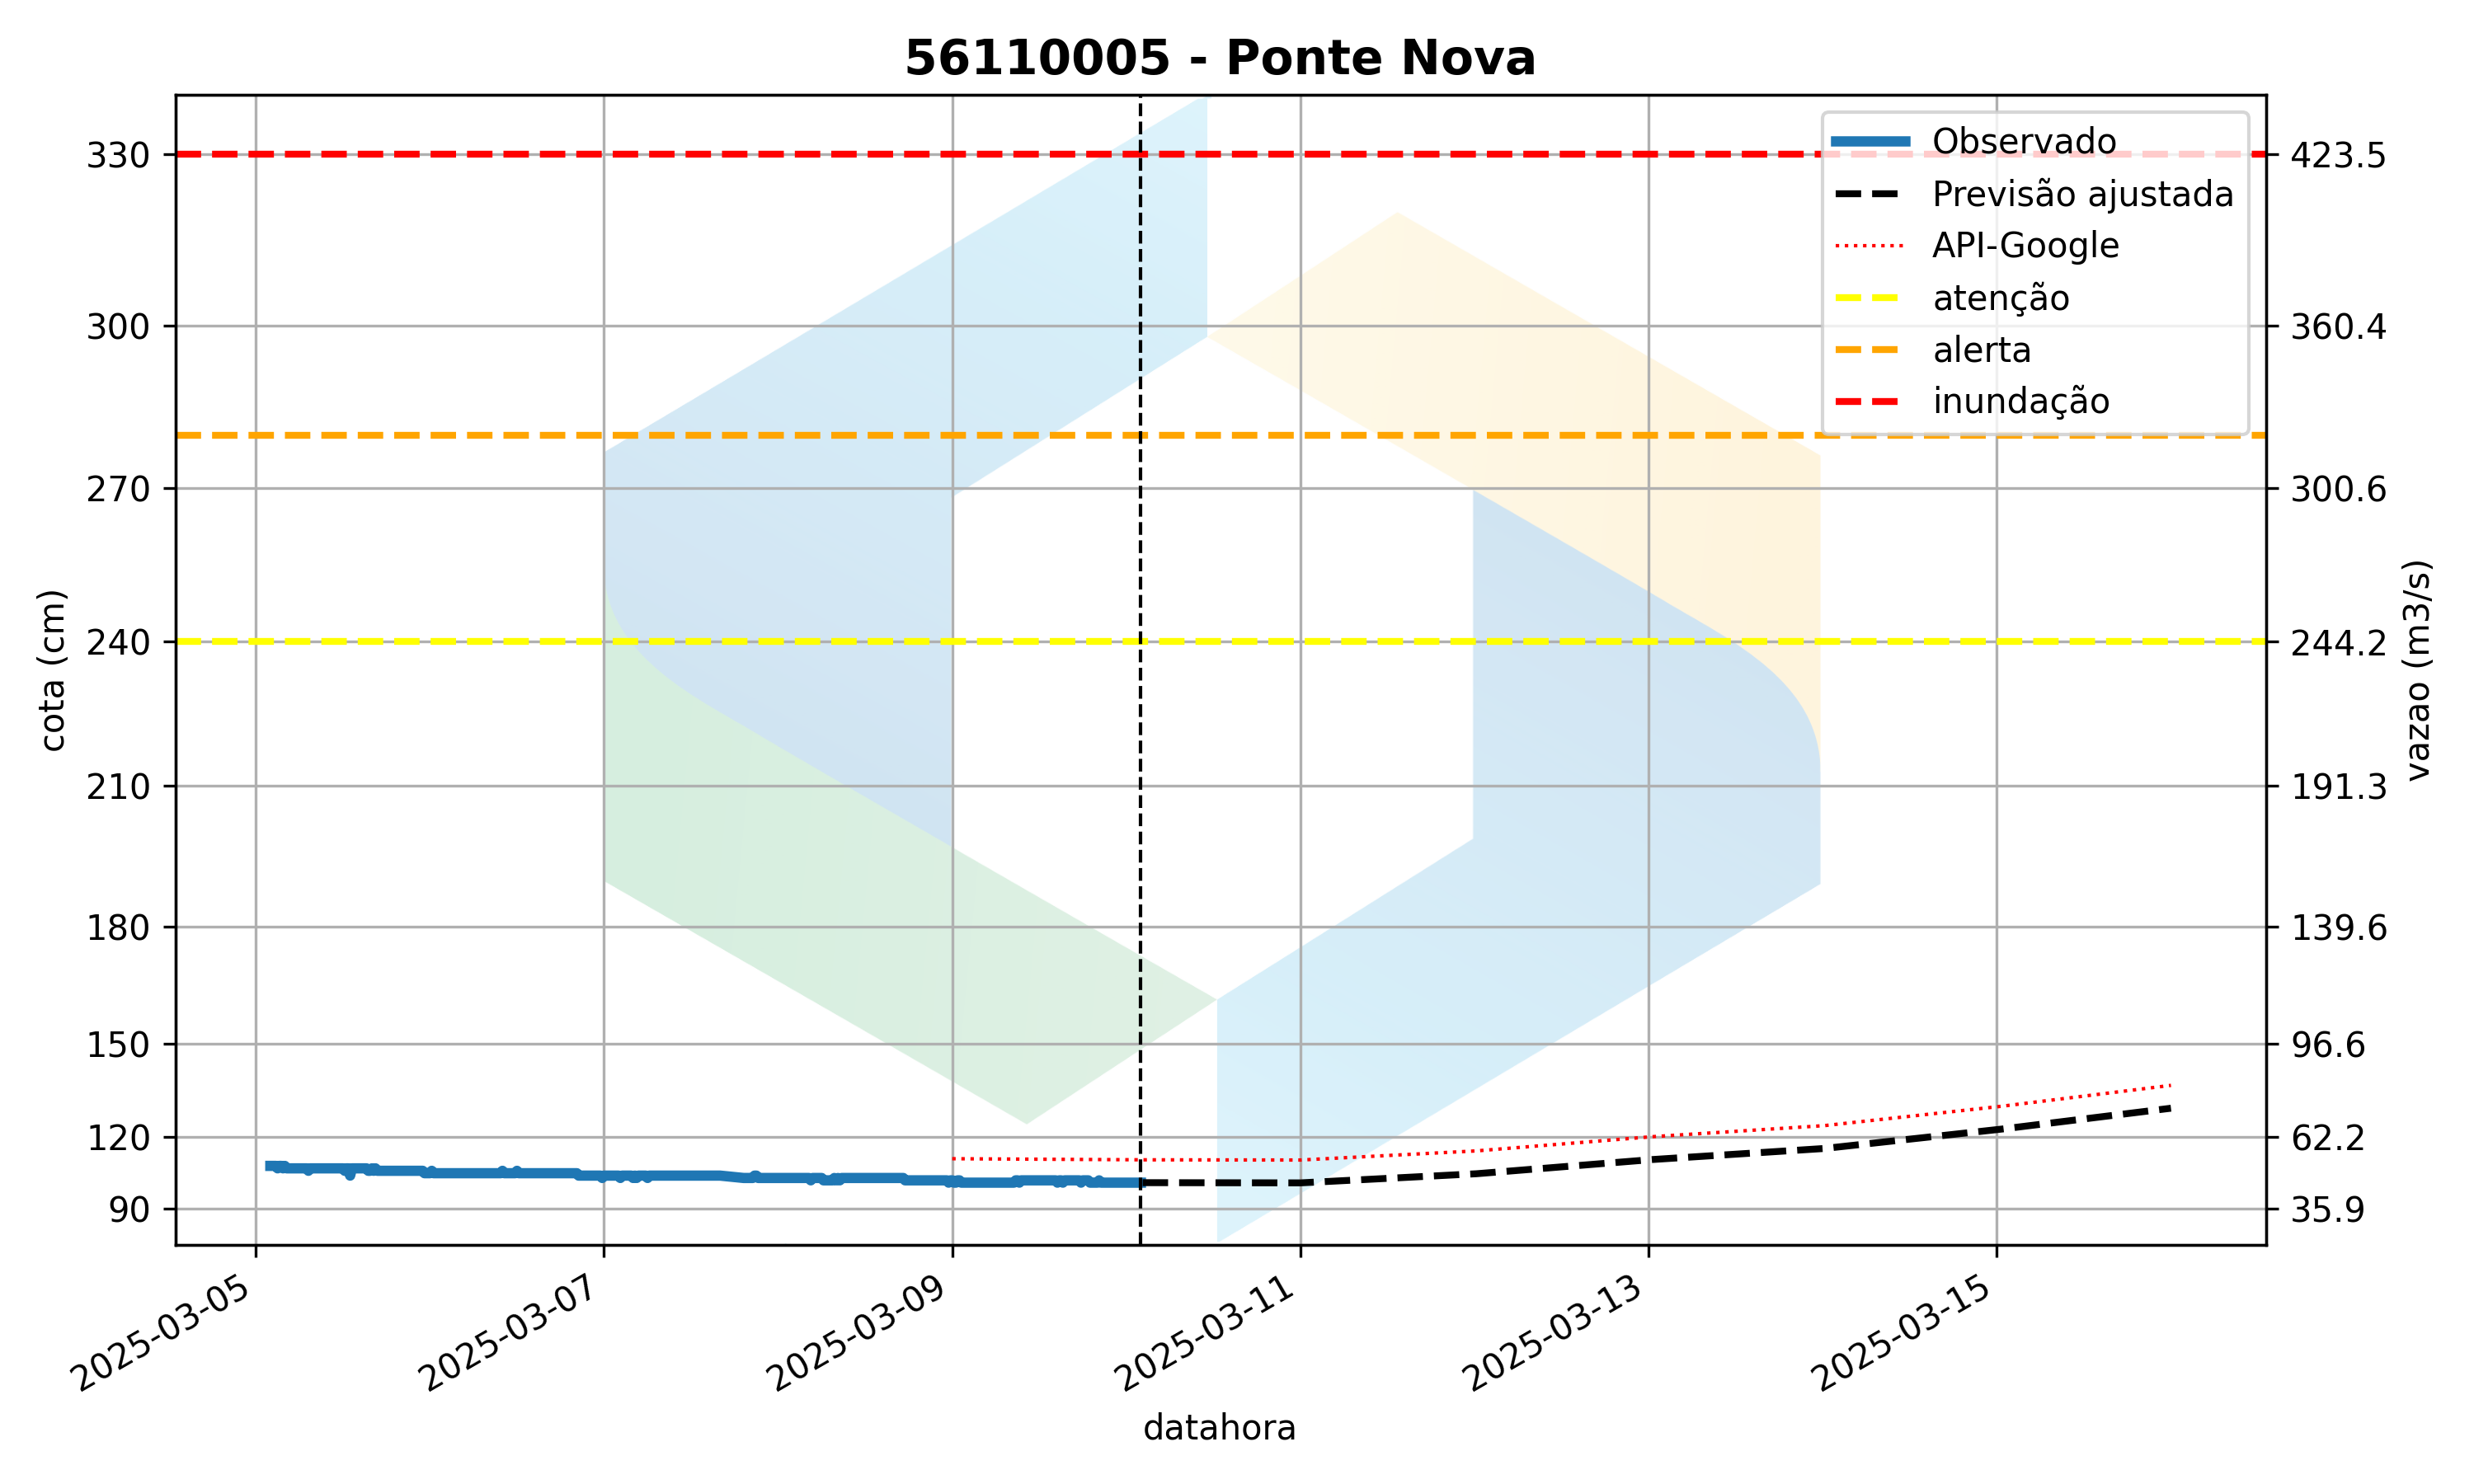 56110005 - Ponte Nova
Observado
Previsão ajustada
API-Google
atenção
alerta
inundação
330
300
270
240
210
180
150
120
90
cota (cm)
423.5
360.4
300.6
244.2
191.3
139.6
96.6
62.2
35.9
vazao (m3/s)
2025-03-05
2025-03-07
2025-03-09
2025-03-11
2025-03-13
2025-03-15
datahora